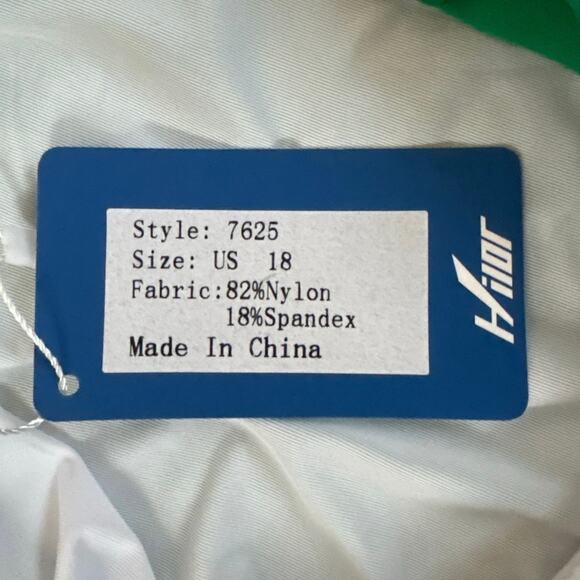 Style: 7625
Size: US 18
Fabric:82%Nylon
18%Spandex
Made In China
Hilor